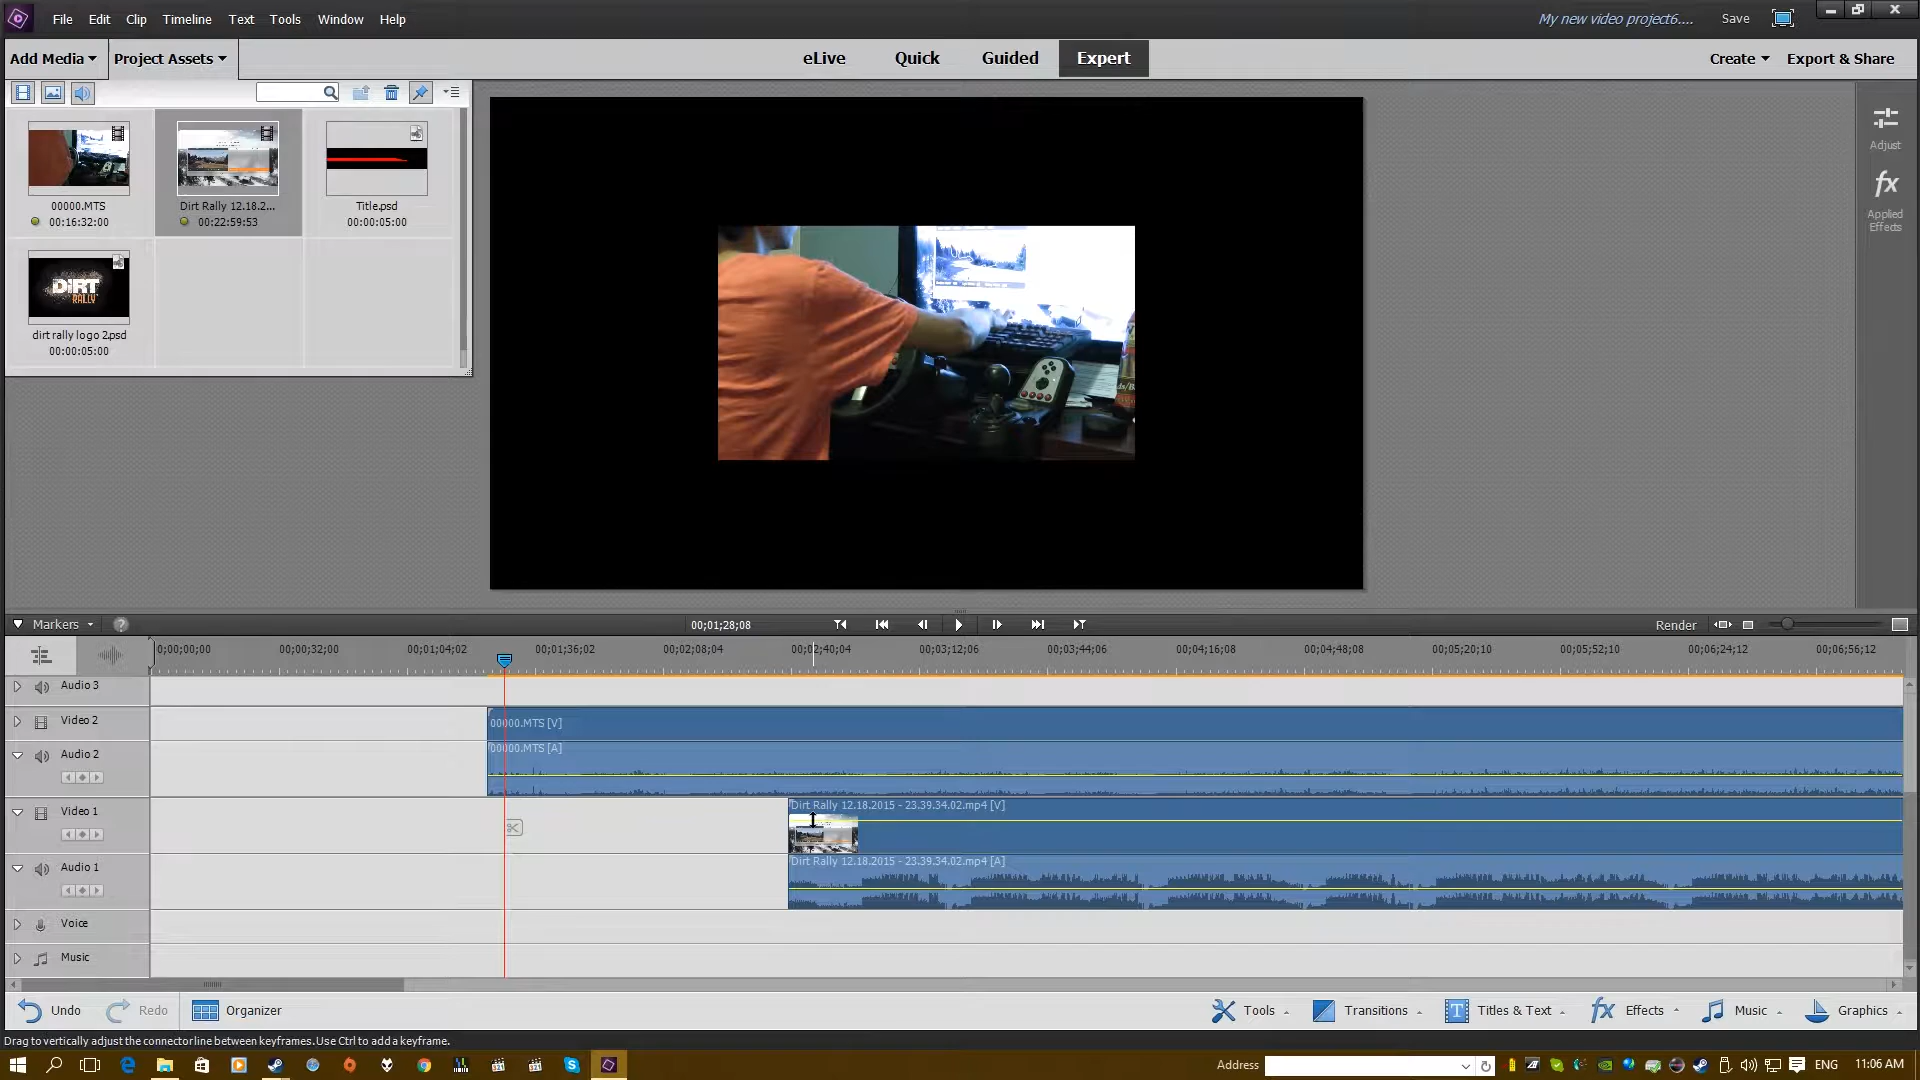 File Edit Clip Timeline Text Tools Window Help
My new video project6.... Save
Add Media Project Assets
eLive Quick Guided Expert
Create Export & Share
00000.MTS
00:16:32:00
Dirt Rally 12.18.2...
00:22:59:53
Title.psd
00:00:05:00
DiRT
RALLY
dirt rally logo 2.psd
00:00:05:00
Adjust
fx
Applied
Effects
Markers ? 00;01;28;08 Render
0;00;00;00 00;00;32;00 00;01;04;02 00;01;36;02 00;02;08;04 00;02;40;04 00;03;12;06 00;03;44;06 00;04;16;08 00;04;48;08 00;05;20;10 00;05;52;10 00;06;24;12 00;06;56;12
Audio 3
Video 2
00000.MTS [V]
Audio 2
00000.MTS [A]
Video 1
Dirt Rally 12.18.2015 - 23.39.34.02.mp4 [V]
Audio 1
Dirt Rally 12.18.2015 - 23.39.34.02.mp4 [A]
Voice
Music
Undo Redo Organizer Tools Transitions T Titles & Text fx Effects Music Graphics
Drag to vertically adjust the connector line between keyframes. Use Ctrl to add a keyframe.
Address ENG 11:06 AM